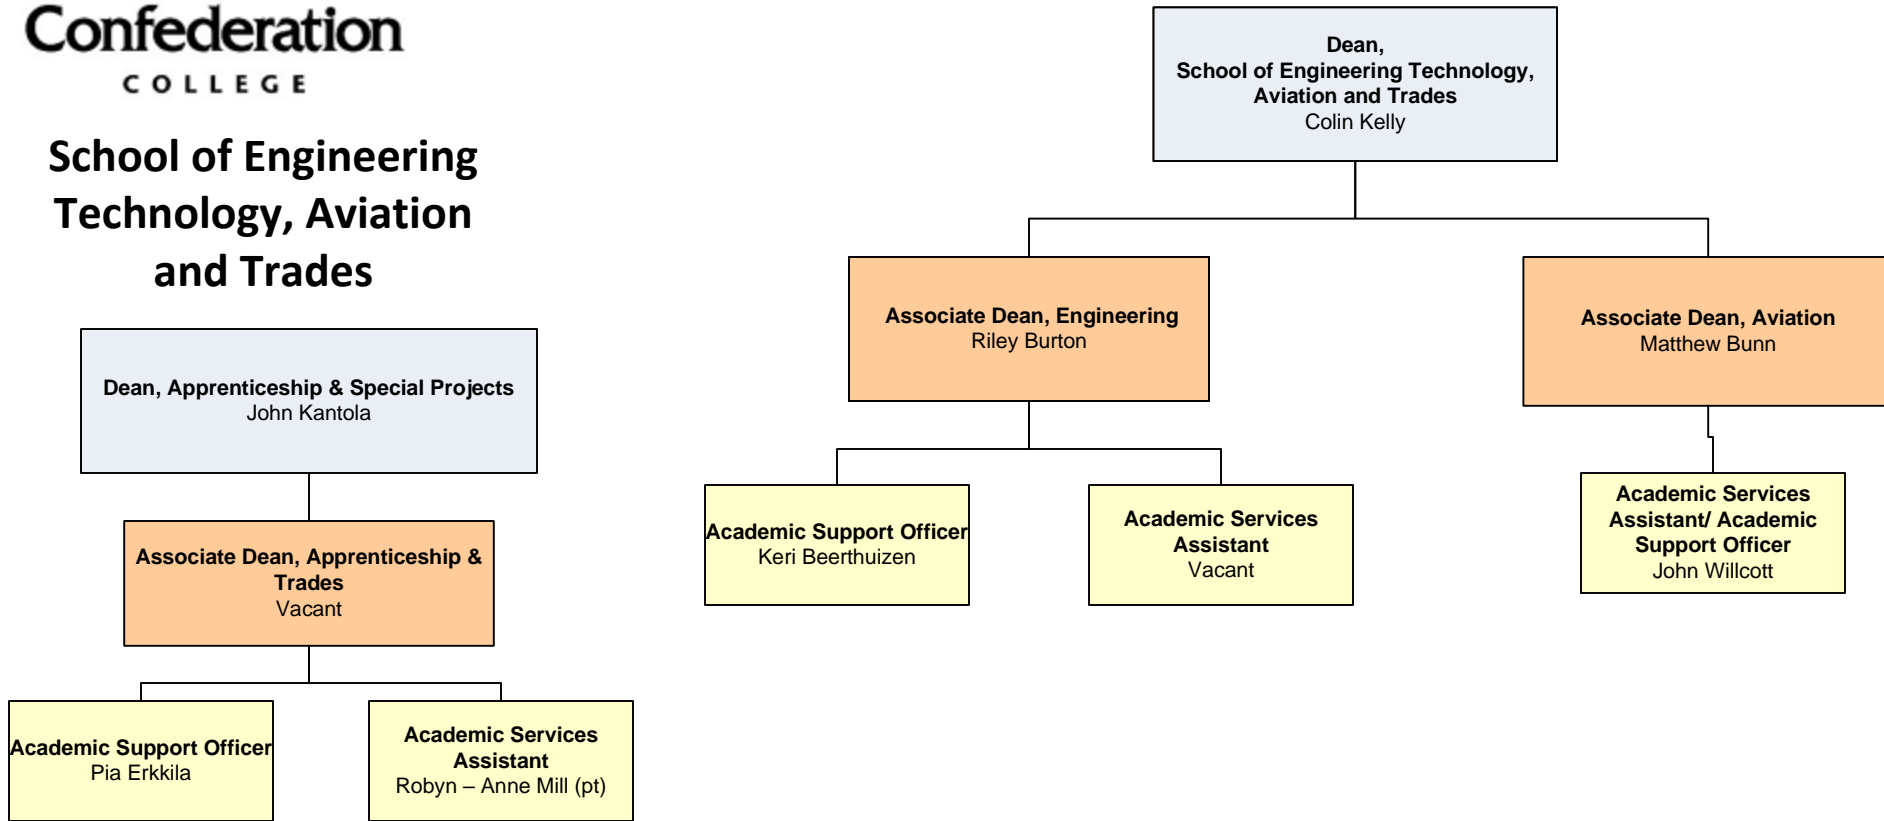 Confederation
COLLEGE
School of Engineering
Technology, Aviation
and Trades
Dean,
School of Engineering Technology,
Aviation and Trades
Colin Kelly
Associate Dean, Engineering
Riley Burton
Associate Dean, Aviation
Matthew Bunn
Academic Support Officer
Keri Beerthuizen
Academic Services
Assistant
Vacant
Academic Services
Assistant/ Academic
Support Officer
John Willcott
Dean, Apprenticeship & Special Projects
John Kantola
Associate Dean, Apprenticeship &
Trades
Vacant
Academic Support Officer
Pia Erkkila
Academic Services
Assistant
Robyn – Anne Mill (pt)